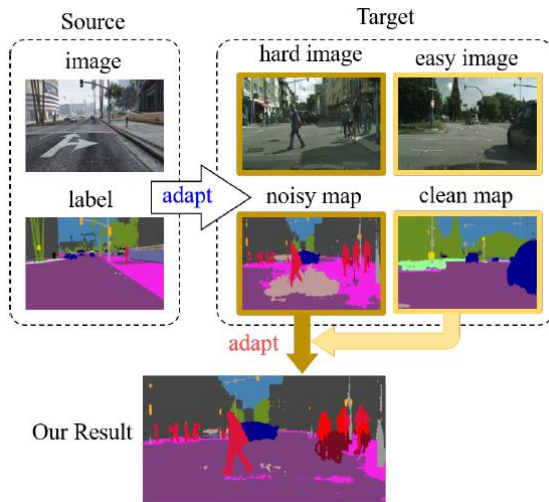 Source
Target
image
hard image
easy image
label
adapt
noisy map
clean map
adapt
Our Result